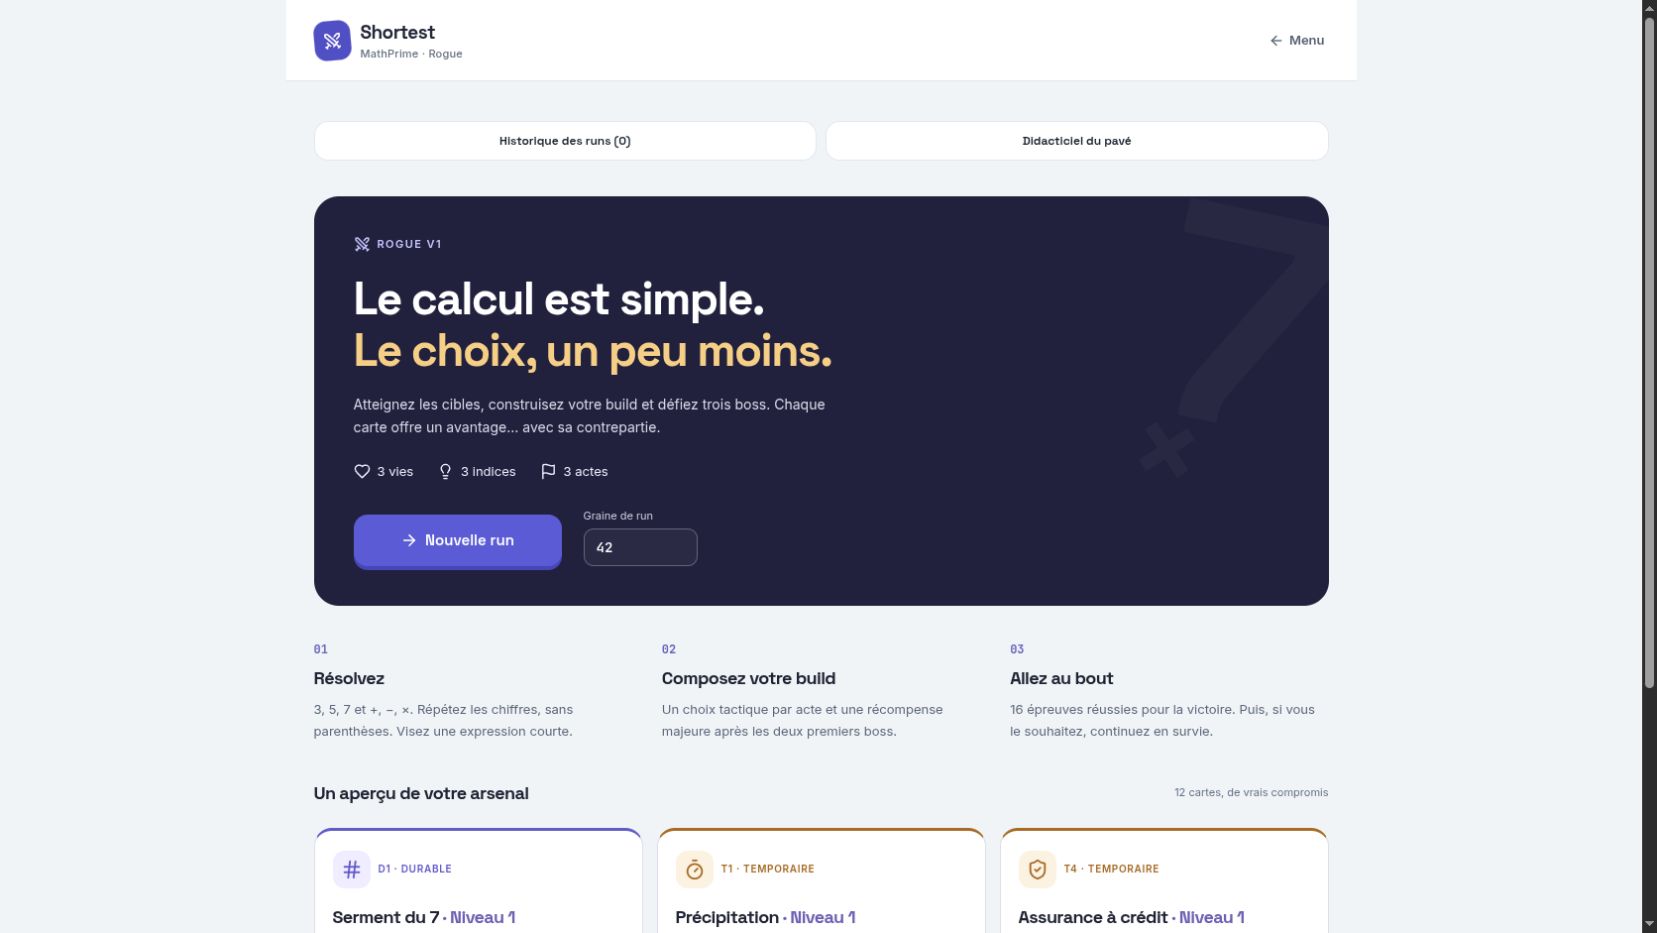 Shortest
MathPrime · Rogue
Menu
Historique des runs (0)
Didacticiel du pavé
ROGUE V1
Le calcul est simple.
Le choix, un peu moins.
Atteignez les cibles, construisez votre build et défiez trois boss. Chaque
carte offre un avantage... avec sa contrepartie.
3 vies
3 indices
3 actes
Nouvelle run
Graine de run
42
7
×
01
Résolvez
3, 5, 7 et +, −, ×. Répétez les chiffres, sans
parenthèses. Visez une expression courte.
02
Composez votre build
Un choix tactique par acte et une récompense
majeure après les deux premiers boss.
03
Allez au bout
16 épreuves réussies pour la victoire. Puis, si vous
le souhaitez, continuez en survie.
Un aperçu de votre arsenal
12 cartes, de vrais compromis
D1 · DURABLE
Serment du 7 · Niveau 1
T1 · TEMPORAIRE
Précipitation · Niveau 1
T4 · TEMPORAIRE
Assurance à crédit · Niveau 1